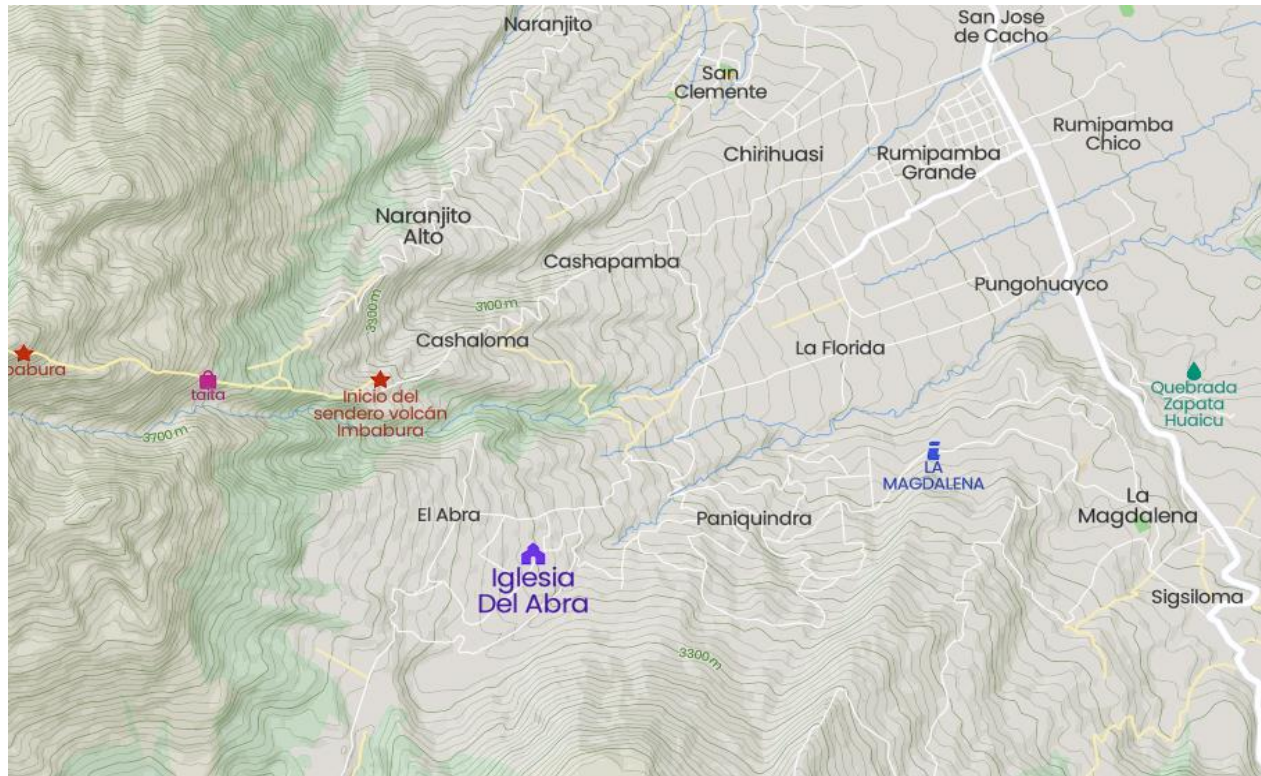 Naranjito
San Jose
de Cacho
San
Clemente
Chirihuasi
Rumipamba
Grande
Rumipamba
Chico
Naranjito
Alto
Cashapamba
Pungohuayco
3300 m
3100 m
Cashaloma
La Florida
babura
taita
Inicio del
sendero volcán
Imbabura
Quebrada
Zapata
Huaicu
3700 m
LA
MAGDALENA
El Abra
Paniquindra
La
Magdalena
Iglesia
Del Abra
Sigsiloma
3300 m